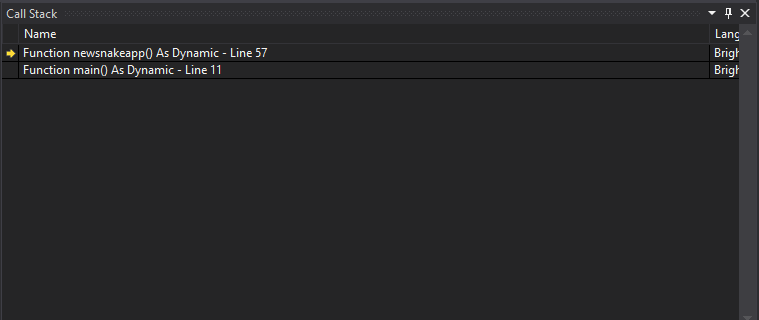 Call Stack
Name Lang
Function newsnakeapp() As Dynamic - Line 57 Brigh
Function main() As Dynamic - Line 11 Brigh